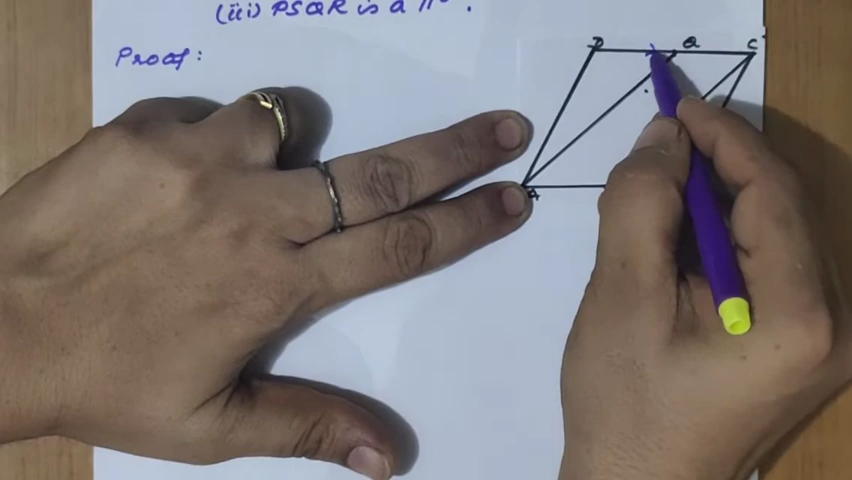 (iii) PSQR is a ||gm.
Proof:
D Q C
A